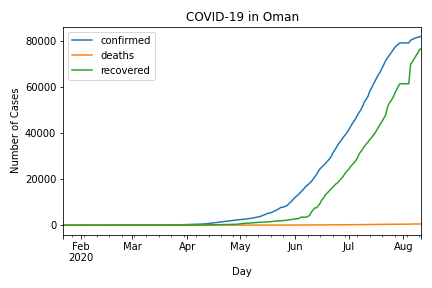 COVID-19 in Oman
confirmed
deaths
recovered
Number of Cases
80000
60000
40000
20000
0
Feb Mar Apr May Jun Jul Aug
2020
Day